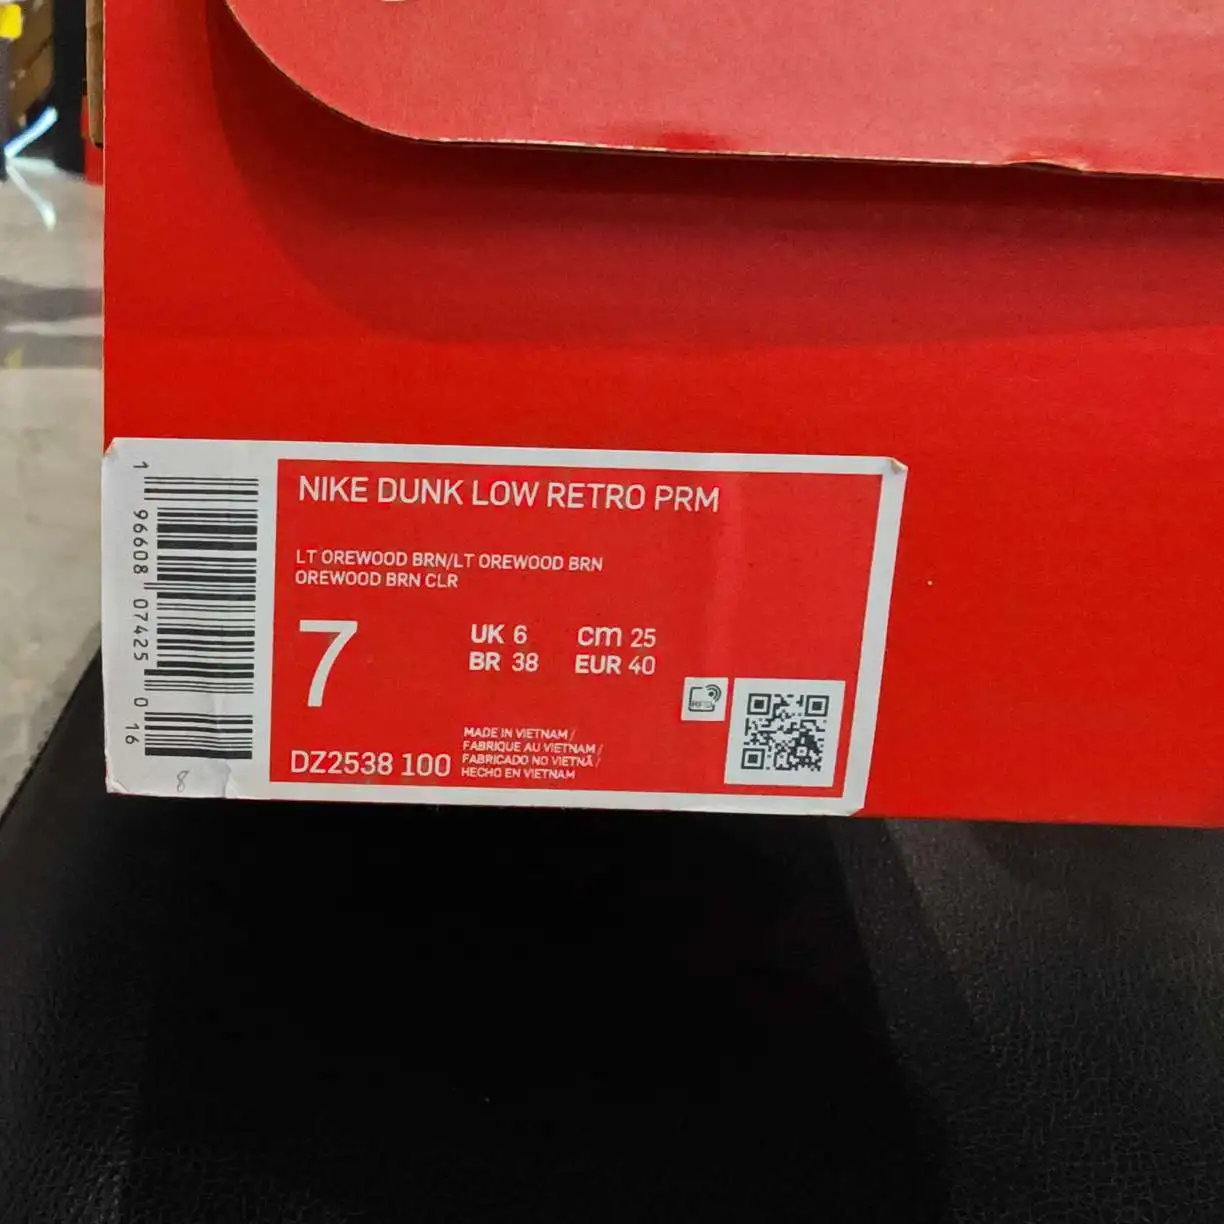 NIKE DUNK LOW RETRO PRM
LT OREWOOD BRN/LT OREWOOD BRN
OREWOOD BRN CLR
7
UK 6 cm 25
BR 38 EUR 40
RFID
DZ2538 100
MADE IN VIETNAM /
FABRIQUE AU VIETNAM /
FABRICADO NO VIETNÃ /
HECHO EN VIETNAM
1 96608 07425 0 16
8